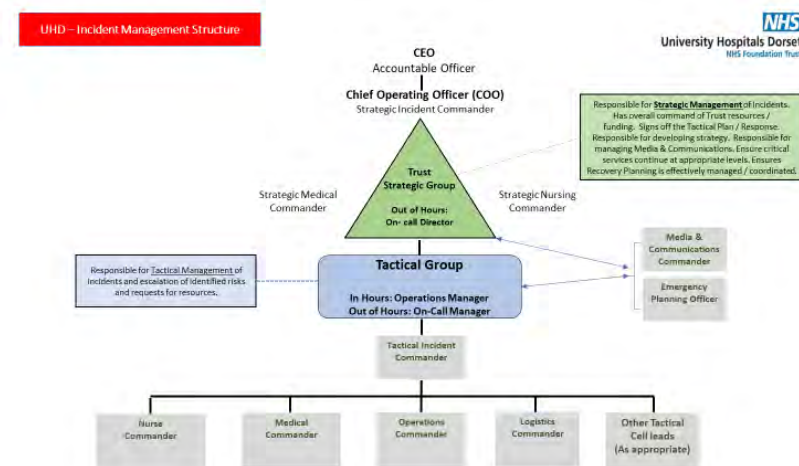 UHD – Incident Management Structure
NHS
University Hospitals Dorset
NHS Foundation Trust
CEO
Accountable Officer
Chief Operating Officer (COO)
Strategic Incident Commander
Responsible for Strategic Management of incidents.
Has overall command of Trust resources /
funding. Signs off the Tactical Plan / Response.
Responsible for developing strategy. Responsible for
managing Media & Communications. Ensure critical
services continue at appropriate levels. Ensures
Recovery Planning is effectively managed / coordinated.
Trust
Strategic Group
Out of Hours:
On- call Director
Strategic Medical
Commander
Strategic Nursing
Commander
Media &
Communications
Commander
Emergency
Planning Officer
Responsible for Tactical Management of
incidents and escalation of identified risks
and requests for resources.
Tactical Group
In Hours: Operations Manager
Out of Hours: On-Call Manager
Tactical Incident
Commander
Nurse
Commander
Medical
Commander
Operations
Commander
Logistics
Commander
Other Tactical
Cell leads
(As appropriate)